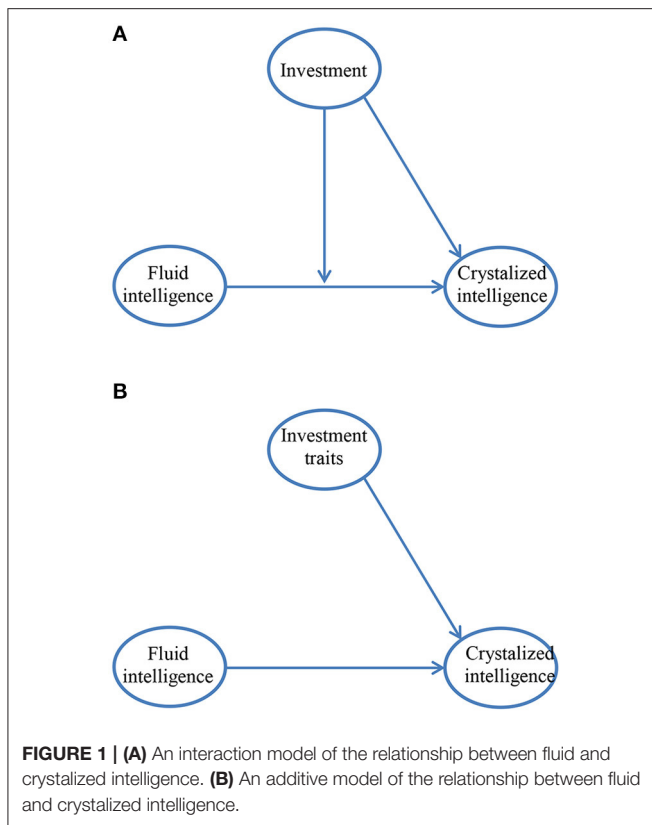 A
Investment
Fluid
intelligence
Crystalized
intelligence
B
Investment
traits
Fluid
intelligence
Crystalized
intelligence
FIGURE 1 | (A) An interaction model of the relationship between fluid and
crystalized intelligence. (B) An additive model of the relationship between fluid
and crystalized intelligence.